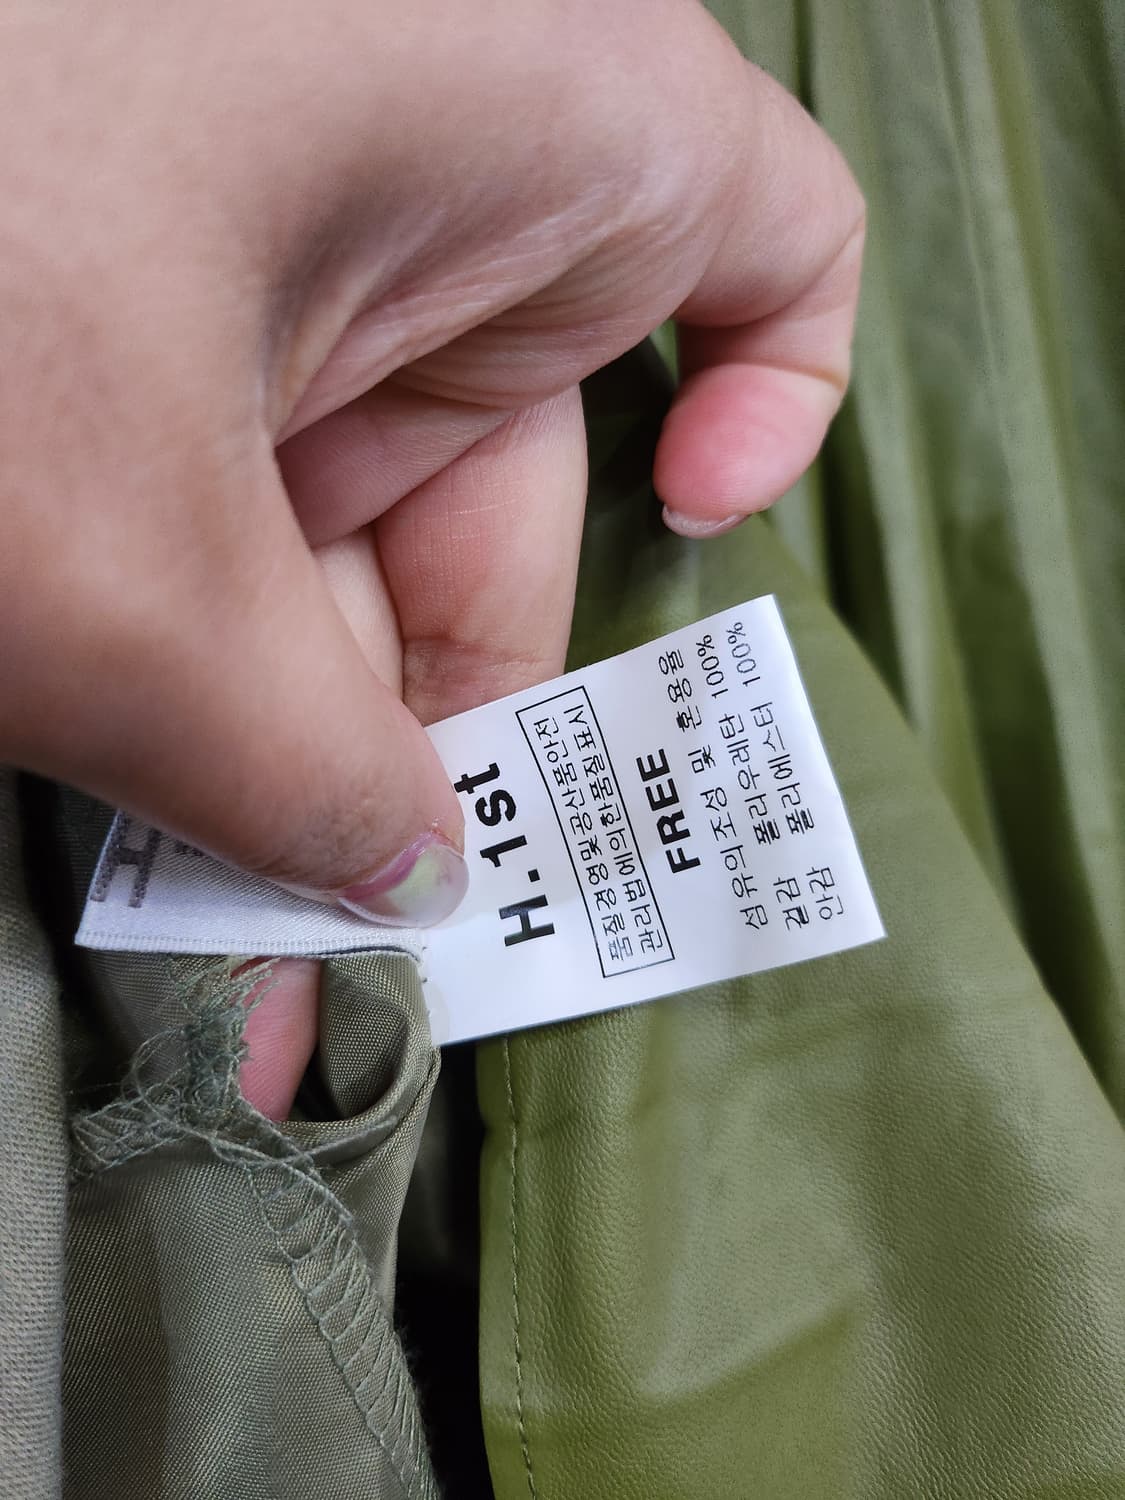 H.1st
품질경영및공산품안전
관리법에의한품질표시
FREE
섬유의 조성 및 혼용율
겉감 폴리우레탄 100%
안감 폴리에스터 100%